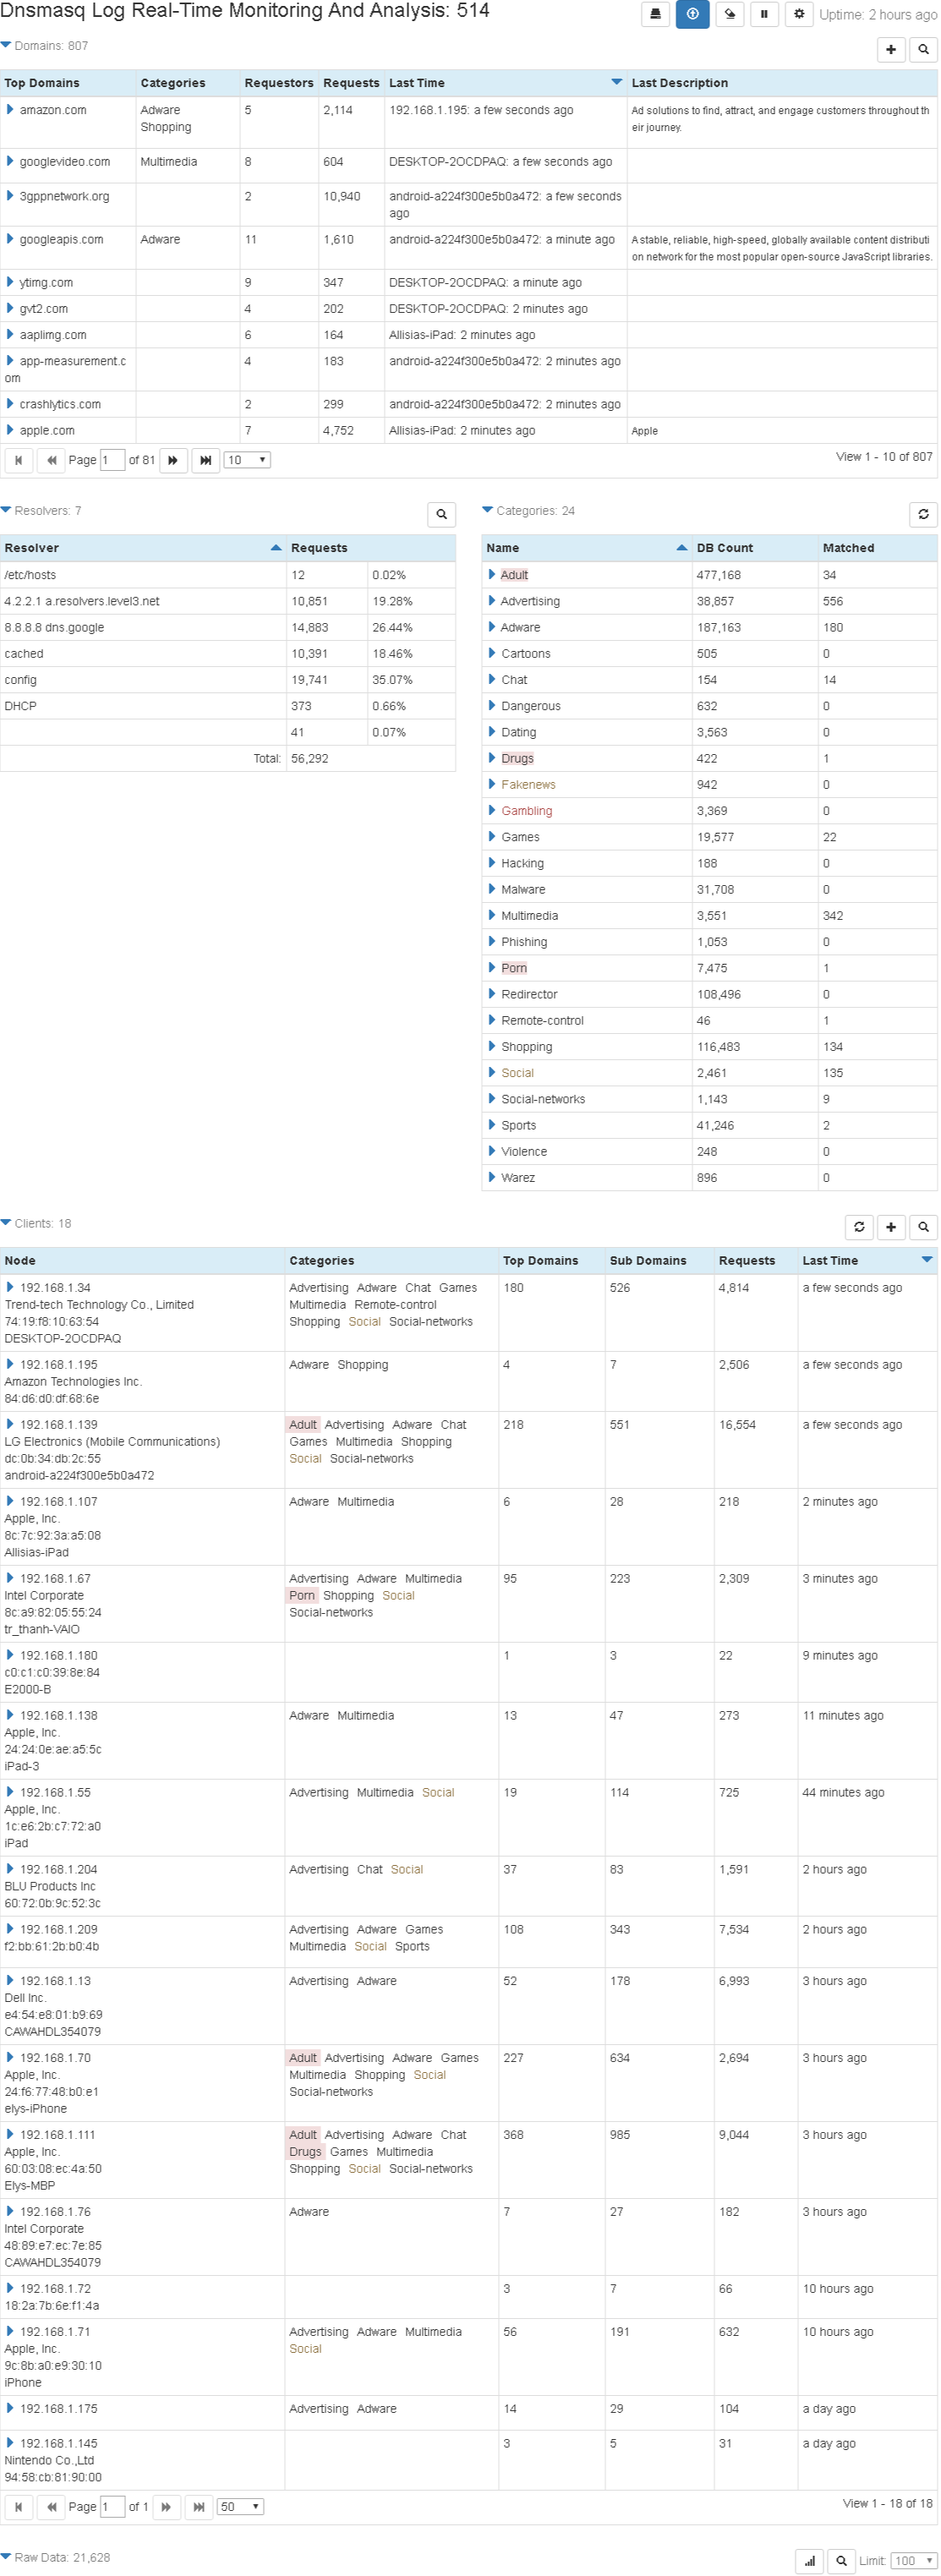 Dnsmasq Log Real-Time Monitoring And Analysis: 514
Uptime: 2 hours ago
Domains: 807
Top Domains Categories Requestors Requests Last Time Last Description
amazon.com Adware 5 2,114 192.168.1.195: a few seconds ago Ad solutions to find, attract, and engage customers throughout th
Shopping eir journey.
googlevideo.com Multimedia 8 604 DESKTOP-2OCDPAQ: a few seconds ago
3gppnetwork.org 2 10,940 android-a224f300e5b0a472: a few seconds
ago
googleapis.com Adware 11 1,610 android-a224f300e5b0a472: a minute ago A stable, reliable, high-speed, globally available content distributi
on network for the most popular open-source JavaScript libraries.
ytimg.com 9 347 DESKTOP-2OCDPAQ: a minute ago
gvt2.com 4 202 DESKTOP-2OCDPAQ: 2 minutes ago
aaplimg.com 6 164 Allisias-iPad: 2 minutes ago
app-measurement.c 4 183 android-a224f300e5b0a472: 2 minutes ago
om
crashlytics.com 2 299 android-a224f300e5b0a472: 2 minutes ago
apple.com 7 4,752 Allisias-iPad: 2 minutes ago Apple
Page 1 of 81 10 View 1 - 10 of 807
Resolvers: 7
Resolver Requests
/etc/hosts 12 0.02%
4.2.2.1 a.resolvers.level3.net 10,851 19.28%
8.8.8.8 dns.google 14,883 26.44%
cached 10,391 18.46%
config 19,741 35.07%
DHCP 373 0.66%
41 0.07%
Total: 56,292
Categories: 24
Name DB Count Matched
Adult 477,168 34
Advertising 38,857 556
Adware 187,163 180
Cartoons 505 0
Chat 154 14
Dangerous 632 0
Dating 3,563 0
Drugs 422 1
Fakenews 942 0
Gambling 3,369 0
Games 19,577 22
Hacking 188 0
Malware 31,708 0
Multimedia 3,551 342
Phishing 1,053 0
Porn 7,475 1
Redirector 108,496 0
Remote-control 46 1
Shopping 116,483 134
Social 2,461 135
Social-networks 1,143 9
Sports 41,246 2
Violence 248 0
Warez 896 0
Clients: 18
Node Categories Top Domains Sub Domains Requests Last Time
192.168.1.34 Advertising Adware Chat Games 180 526 4,814 a few seconds ago
Trend-tech Technology Co., Limited Multimedia Remote-control
74:19:f8:10:63:54 Shopping Social Social-networks
DESKTOP-2OCDPAQ
192.168.1.195 Adware Shopping 4 7 2,506 a few seconds ago
Amazon Technologies Inc.
84:d6:d0:df:68:6e
192.168.1.139 Adult Advertising Adware Chat 218 551 16,554 a few seconds ago
LG Electronics (Mobile Communications) Games Multimedia Shopping
dc:0b:34:db:2c:55 Social Social-networks
android-a224f300e5b0a472
192.168.1.107 Adware Multimedia 6 28 218 2 minutes ago
Apple, Inc.
8c:7c:92:3a:a5:08
Allisias-iPad
192.168.1.67 Advertising Adware Multimedia 95 223 2,309 3 minutes ago
Intel Corporate Porn Shopping Social
8c:a9:82:05:55:24 Social-networks
tr_thanh-VAIO
192.168.1.180 1 3 22 9 minutes ago
c0:c1:c0:39:8e:84
E2000-B
192.168.1.138 Adware Multimedia 13 47 273 11 minutes ago
Apple, Inc.
24:24:0e:ae:a5:5c
iPad-3
192.168.1.55 Advertising Multimedia Social 19 114 725 44 minutes ago
Apple, Inc.
1c:e6:2b:c7:72:a0
iPad
192.168.1.204 Advertising Chat Social 37 83 1,591 2 hours ago
BLU Products Inc
60:72:0b:9c:52:3c
192.168.1.209 Advertising Adware Games 108 343 7,534 2 hours ago
f2:bb:61:2b:b0:4b Multimedia Social Sports
192.168.1.13 Advertising Adware 52 178 6,993 3 hours ago
Dell Inc.
e4:54:e8:01:b9:69
CAWAHDL354079
192.168.1.70 Adult Advertising Adware Games 227 634 2,694 3 hours ago
Apple, Inc. Multimedia Shopping Social
24:f6:77:48:b0:e1 Social-networks
elys-iPhone
192.168.1.111 Adult Advertising Adware Chat 368 985 9,044 3 hours ago
Apple, Inc. Drugs Games Multimedia
60:03:08:ec:4a:50 Shopping Social Social-networks
Elys-MBP
192.168.1.76 Adware 7 27 182 3 hours ago
Intel Corporate
48:89:e7:ec:7e:85
CAWAHDL354079
192.168.1.72 3 7 66 10 hours ago
18:2a:7b:6e:f1:4a
192.168.1.71 Advertising Adware Multimedia 56 191 632 10 hours ago
Apple, Inc. Social
9c:8b:a0:e9:30:10
iPhone
192.168.1.175 Advertising Adware 14 29 104 a day ago
192.168.1.145 3 5 31 a day ago
Nintendo Co.,Ltd
94:58:cb:81:90:00
Page 1 of 1 50 View 1 - 18 of 18
Raw Data: 21,628 Limit: 100